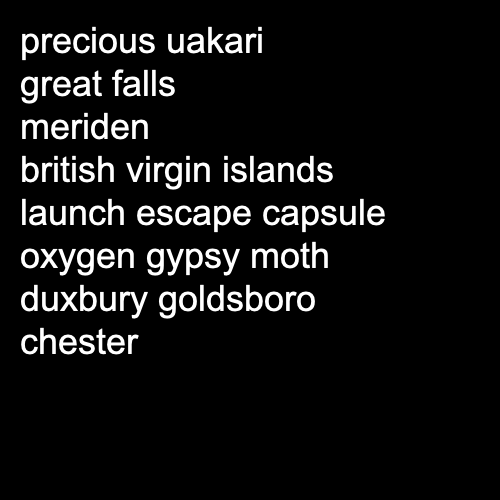 precious uakari
great falls
meriden
british virgin islands
launch escape capsule
oxygen gypsy moth
duxbury goldsboro
chester